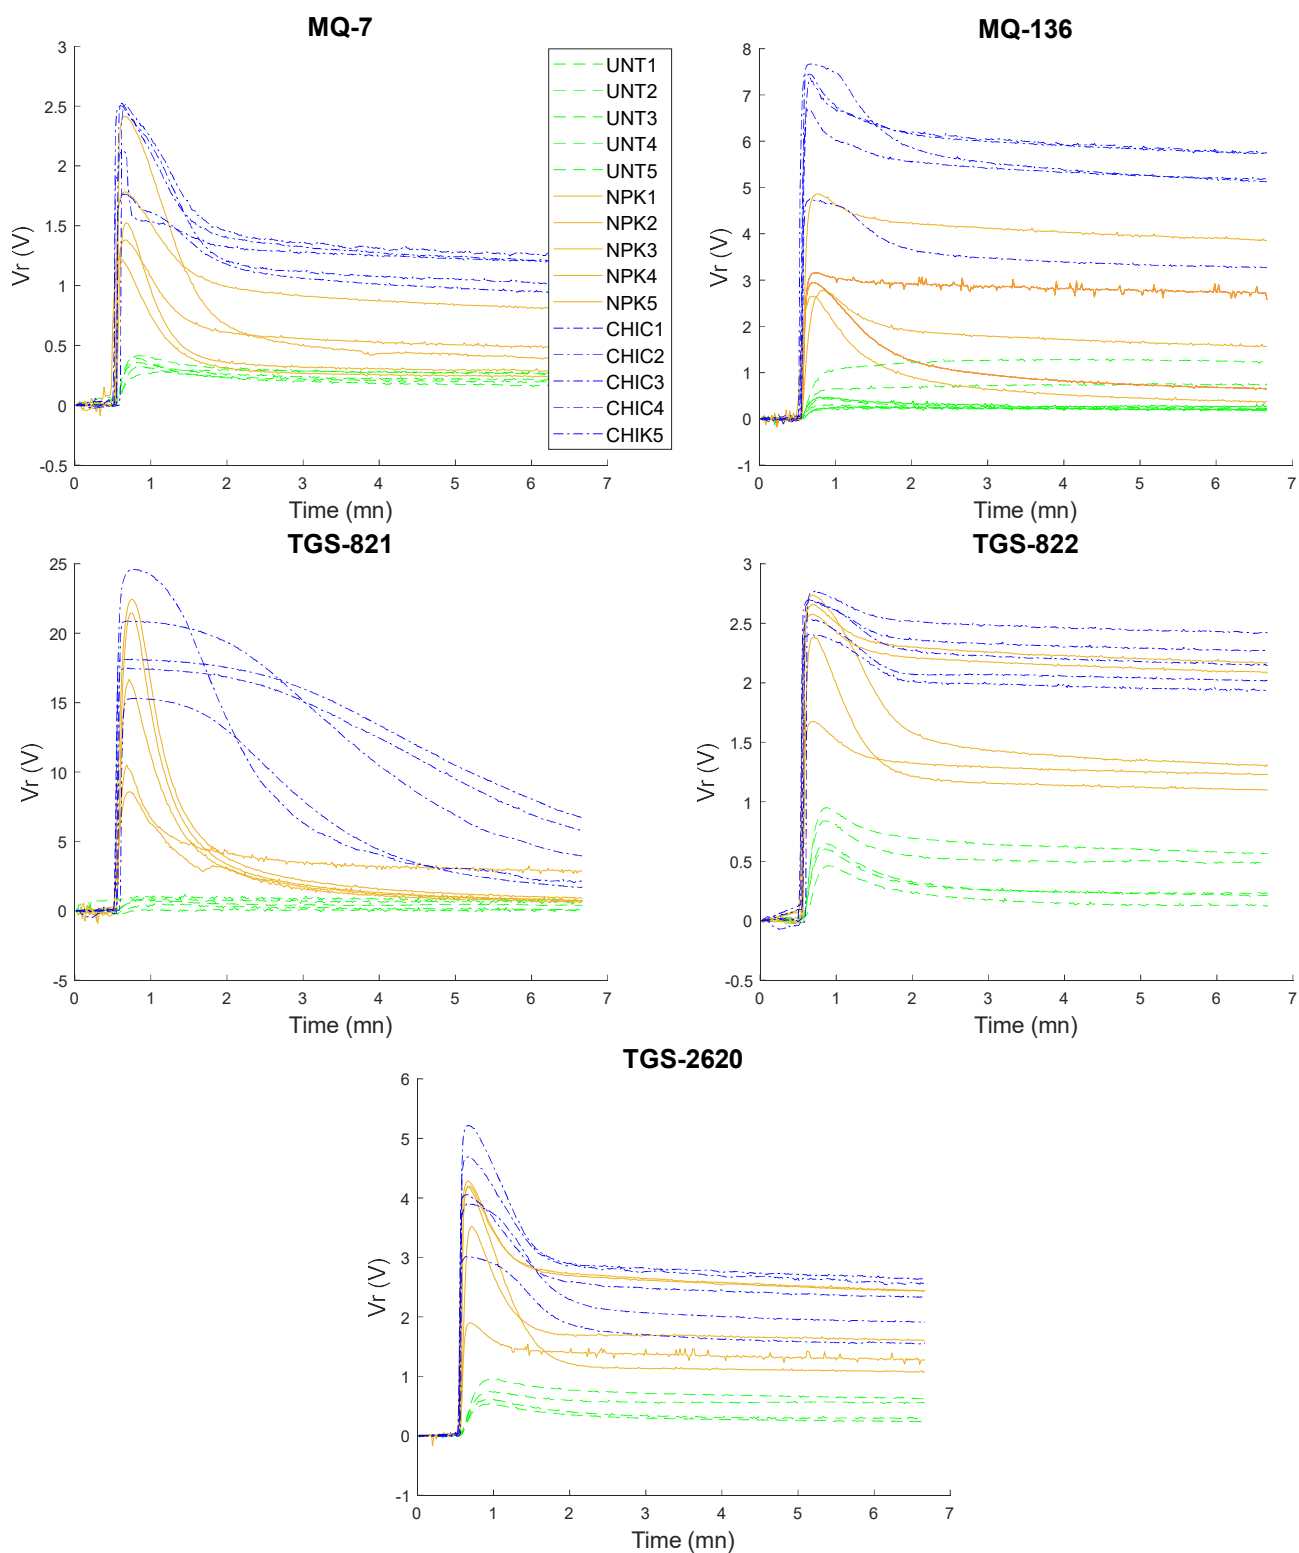 MQ-7
3
2.5
2
1.5
1
0.5
0
-0.5
Vr (V)
0 1 2 3 4 5 6 7
Time (mn)
UNT1
UNT2
UNT3
UNT4
UNT5
NPK1
NPK2
NPK3
NPK4
NPK5
CHIC1
CHIC2
CHIC3
CHIC4
CHIK5
MQ-136
8
7
6
5
4
3
2
1
0
-1
Vr (V)
0 1 2 3 4 5 6 7
Time (mn)
TGS-821
25
20
15
10
5
0
-5
Vr (V)
0 1 2 3 4 5 6 7
Time (mn)
TGS-822
3
2.5
2
1.5
1
0.5
0
-0.5
Vr (V)
0 1 2 3 4 5 6 7
Time (mn)
TGS-2620
6
5
4
3
2
1
0
-1
Vr (V)
0 1 2 3 4 5 6 7
Time (mn)